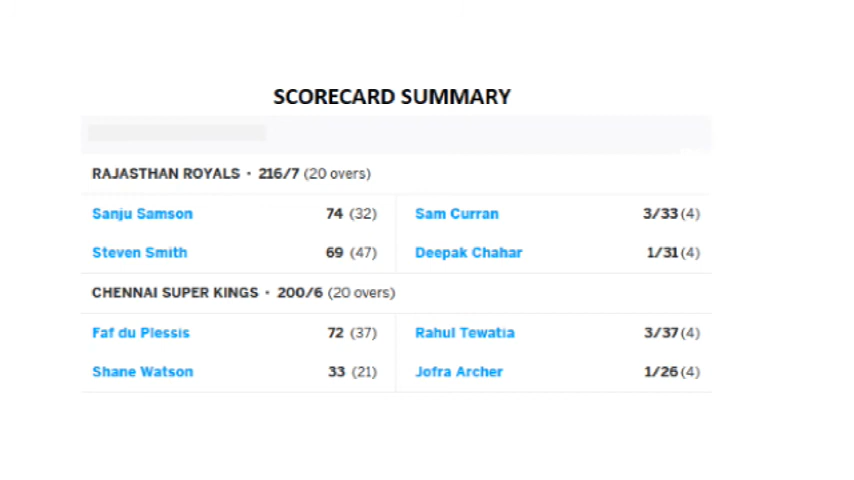 SCORECARD SUMMARY
RAJASTHAN ROYALS • 216/7 (20 overs)
Sanju Samson 74 (32) Sam Curran 3/33 (4)
Steven Smith 69 (47) Deepak Chahar 1/31 (4)
CHENNAI SUPER KINGS • 200/6 (20 overs)
Faf du Plessis 72 (37) Rahul Tewatia 3/37 (4)
Shane Watson 33 (21) Jofra Archer 1/26 (4)